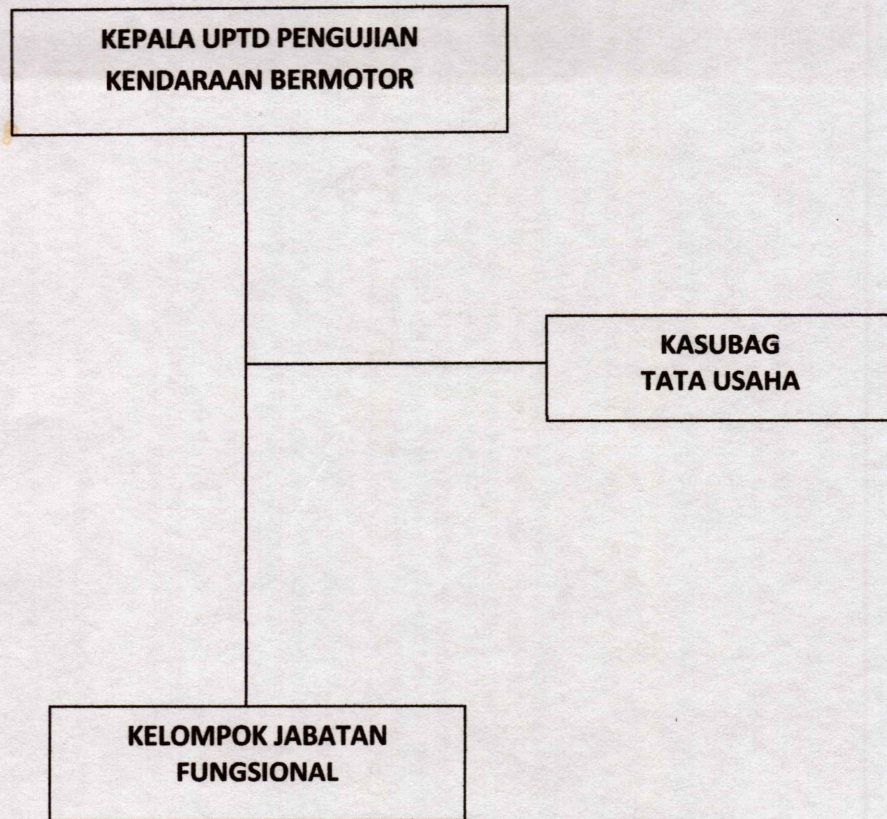 KEPALA UPTD PENGUJIAN
KENDARAAN BERMOTOR
KASUBAG
TATA USAHA
KELOMPOK JABATAN
FUNGSIONAL